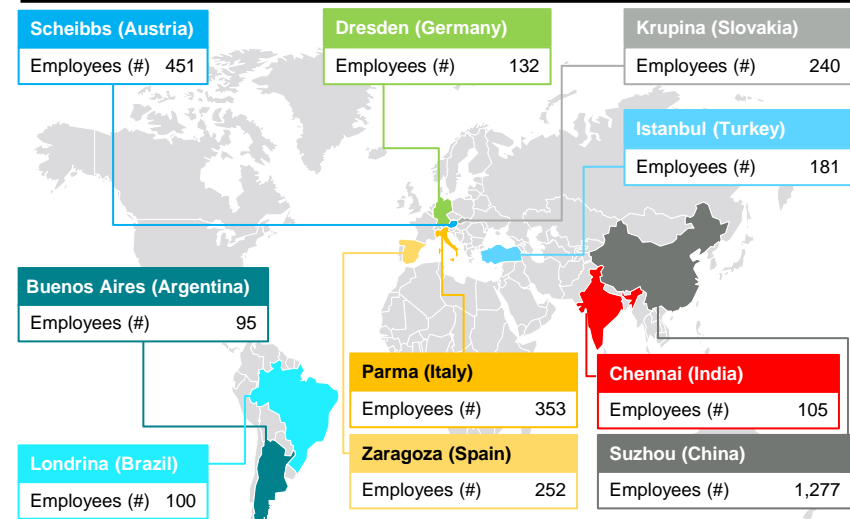 Scheibbs (Austria)
Employees (#) 451
Dresden (Germany)
Employees (#) 132
Krupina (Slovakia)
Employees (#) 240
Istanbul (Turkey)
Employees (#) 181
Buenos Aires (Argentina)
Employees (#) 95
Parma (Italy)
Employees (#) 353
Chennai (India)
Employees (#) 105
Londrina (Brazil)
Employees (#) 100
Zaragoza (Spain)
Employees (#) 252
Suzhou (China)
Employees (#) 1,277